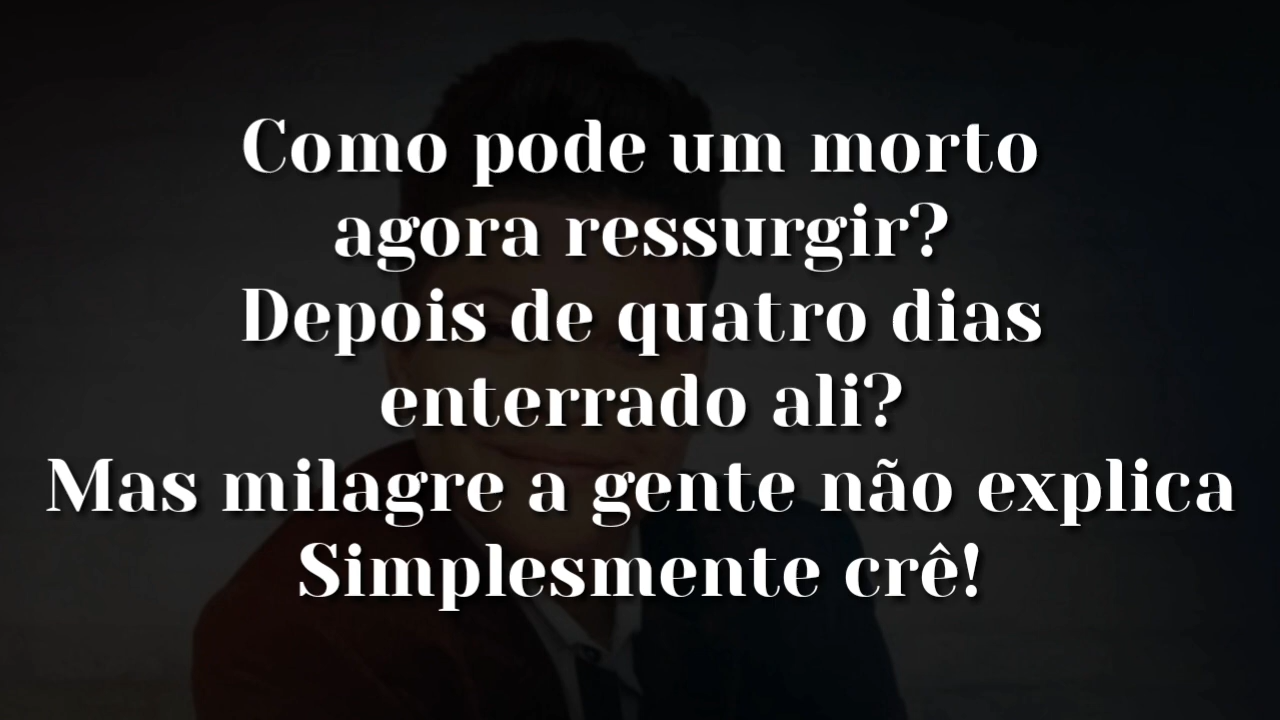 Como pode um morto
agora ressurgir?
Depois de quatro dias
enterrado ali?
Mas milagre a gente não explica
Simplesmente crê!